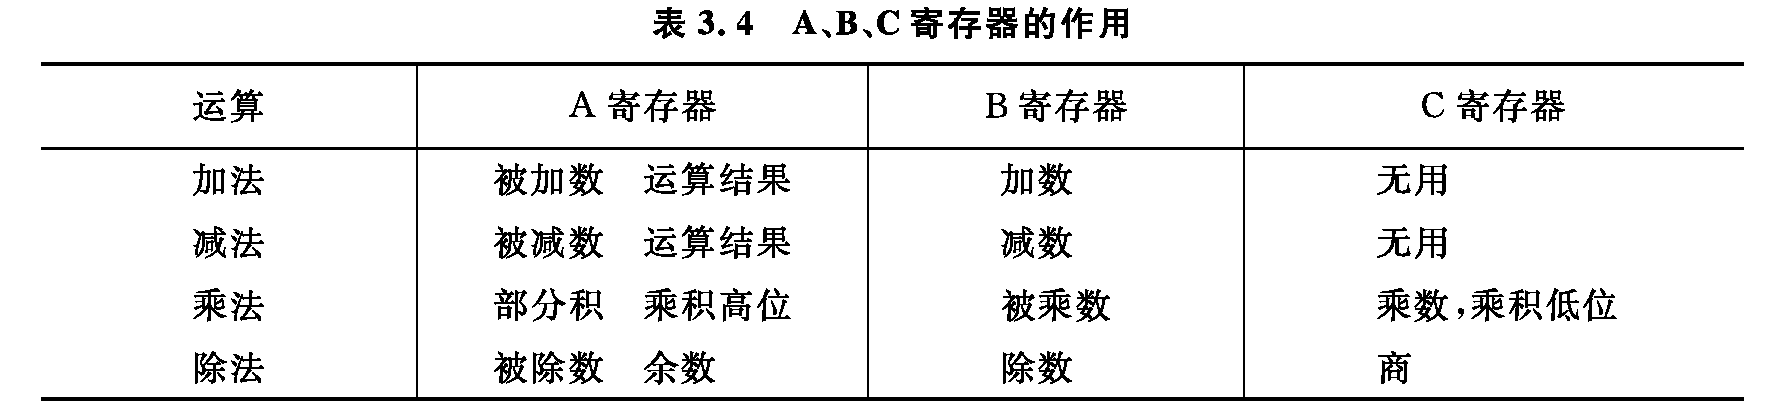 表 3.4 A、B、C 寄存器的作用
运算 A 寄存器 B 寄存器 C 寄存器
加法 被加数 运算结果 加数 无用
减法 被减数 运算结果 减数 无用
乘法 部分积 乘积高位 被乘数 乘数,乘积低位
除法 被除数 余数 除数 商